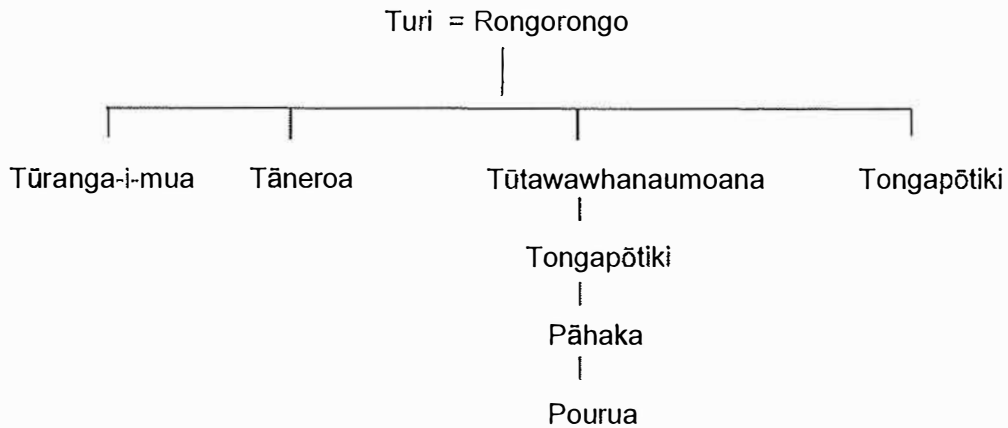 Turi = Rongorongo
Tūranga-i-mua Tāneroa Tūtawawhanaumoana Tongapōtiki
Tongapōtiki
Pāhaka
Pourua